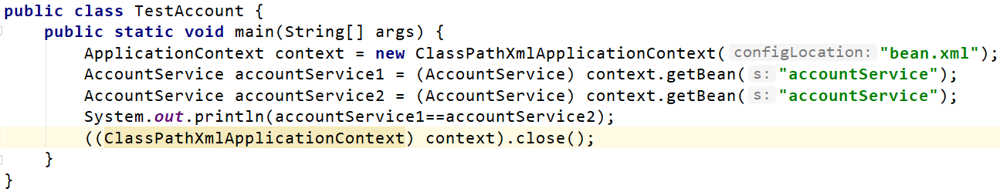 public class TestAccount {
    public static void main(String[] args) {
        ApplicationContext context = new ClassPathXmlApplicationContext( configLocation: "bean.xml");
        AccountService accountService1 = (AccountService) context.getBean( s: "accountService");
        AccountService accountService2 = (AccountService) context.getBean( s: "accountService");
        System.out.println(accountService1==accountService2);
        ((ClassPathXmlApplicationContext) context).close();
    }
}